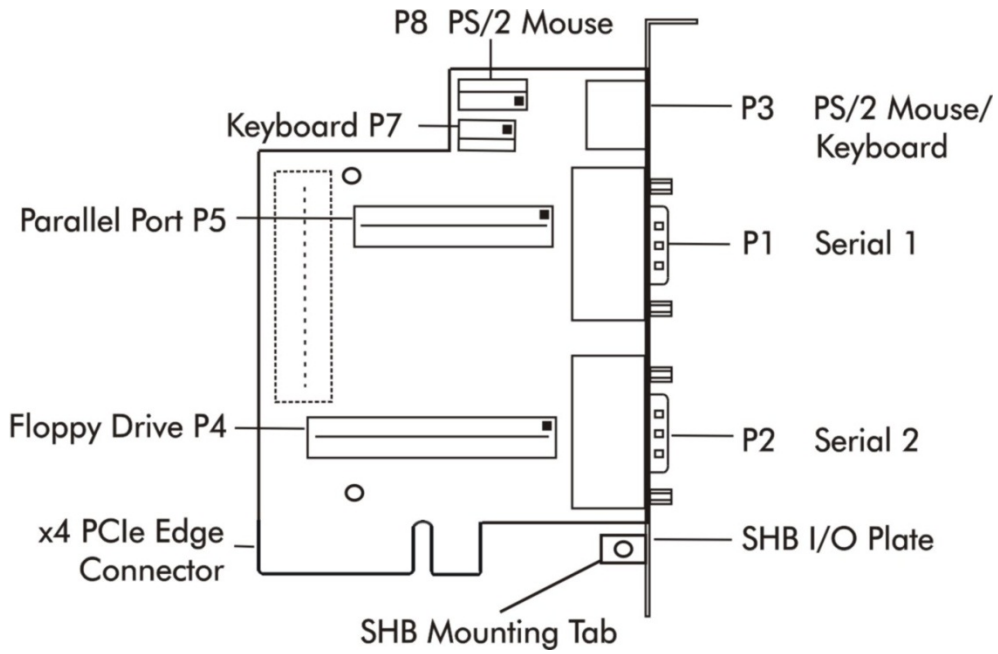 P8 PS/2 Mouse
Keyboard P7
P3 PS/2 Mouse/
Keyboard
Parallel Port P5
P1 Serial 1
Floppy Drive P4
P2 Serial 2
x4 PCIe Edge
Connector
SHB I/O Plate
SHB Mounting Tab